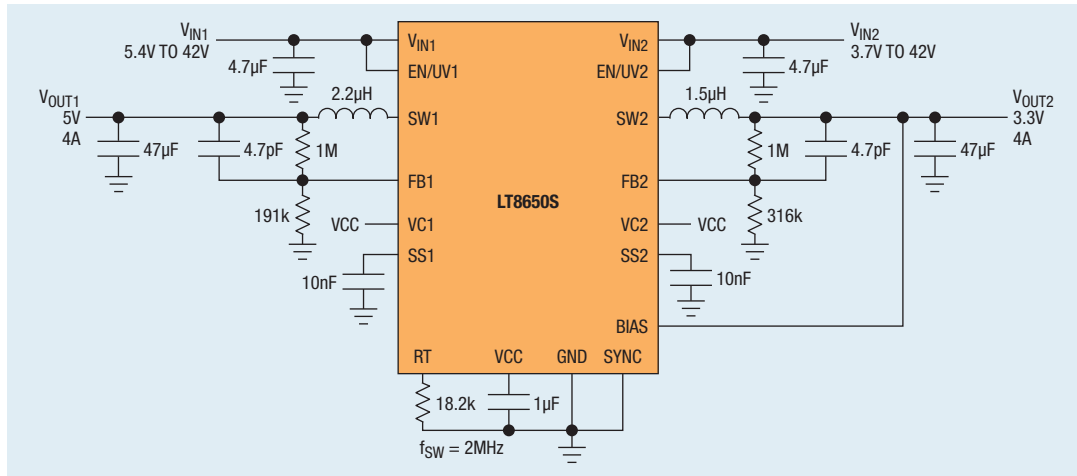 VIN1
5.4V TO 42V
4.7µF
VIN1
EN/UV1
VIN2
EN/UV2
4.7µF
VIN2
3.7V TO 42V
VOUT1
5V
4A
47µF
4.7pF
2.2µH
1M
191k
SW1
FB1
VC1
VCC
SS1
10nF
LT8650S
SW2
FB2
VC2
VCC
SS2
10nF
BIAS
1.5µH
1M
316k
4.7pF
47µF
VOUT2
3.3V
4A
RT
VCC
GND
SYNC
18.2k
1µF
fSW = 2MHz